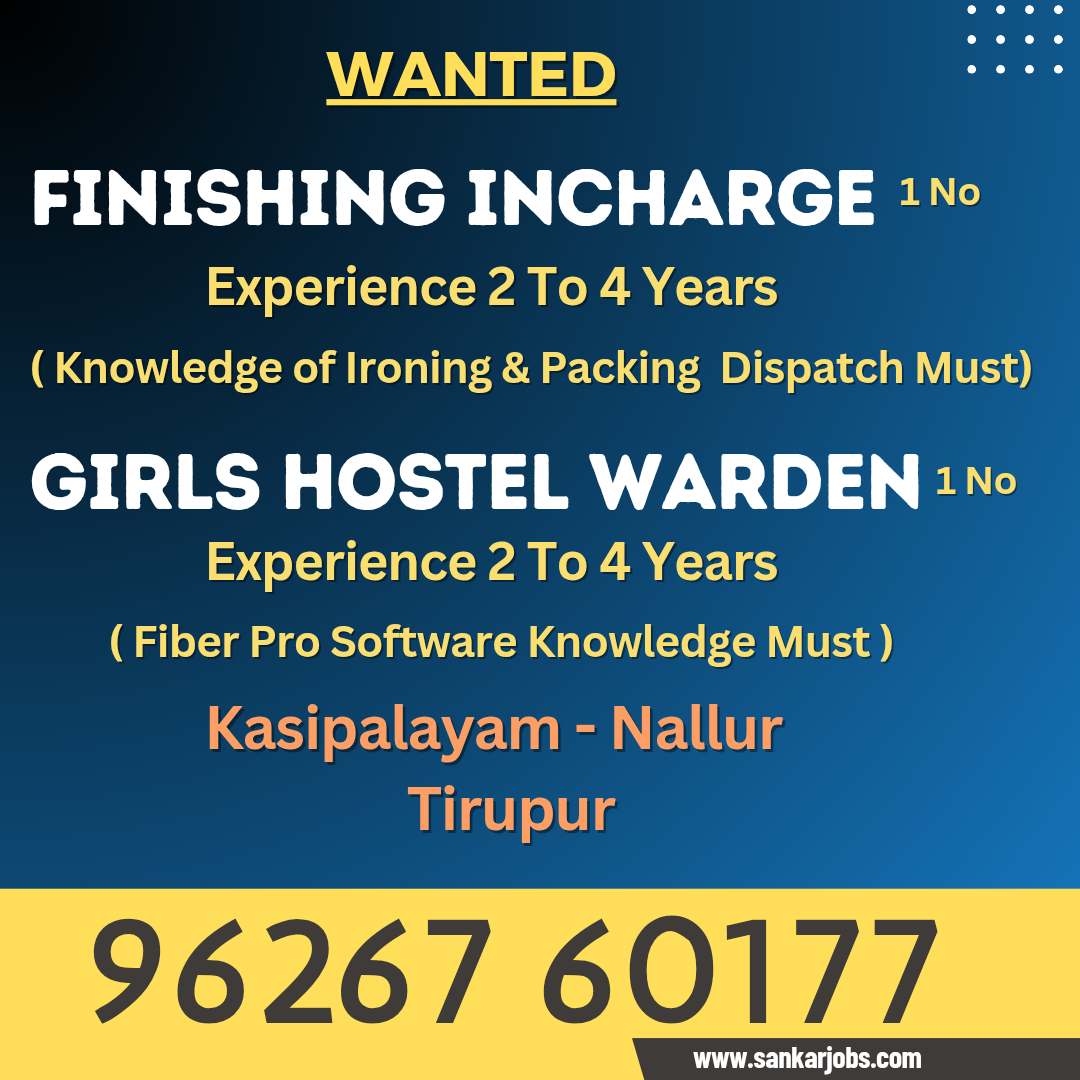 WANTED
FINISHING INCHARGE 1 No
Experience 2 To 4 Years
( Knowledge of Ironing & Packing Dispatch Must)
GIRLS HOSTEL WARDEN 1 No
Experience 2 To 4 Years
( Fiber Pro Software Knowledge Must )
Kasipalayam - Nallur
Tirupur
96267 60177
www.sankarjobs.com